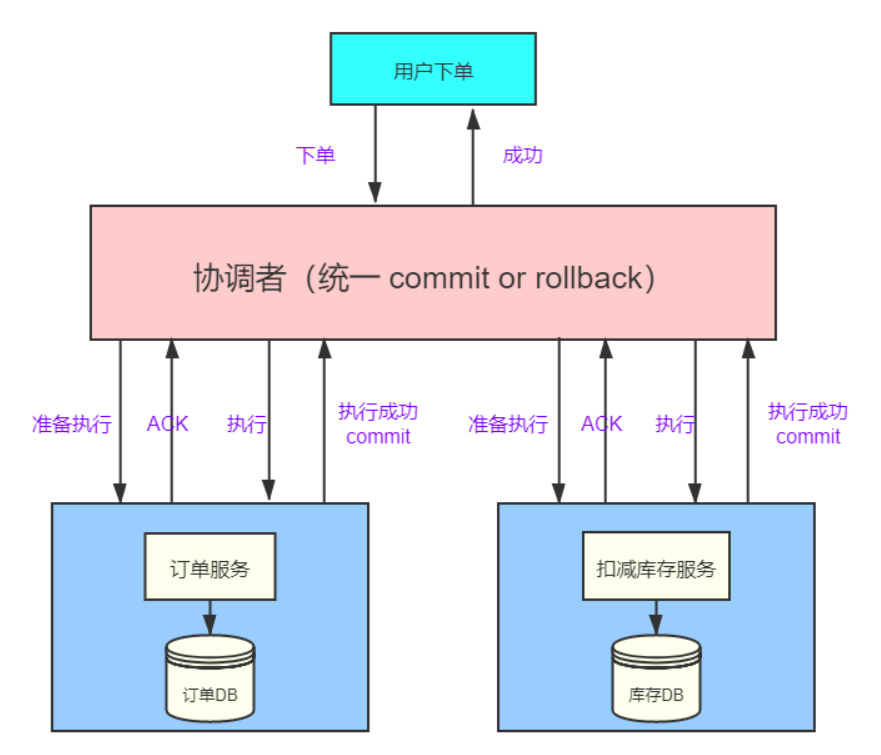 用户下单
下单
成功
协调者（统一 commit or rollback）
准备执行
ACK
执行
执行成功
commit
准备执行
ACK
执行
执行成功
commit
订单服务
扣减库存服务
订单DB
库存DB